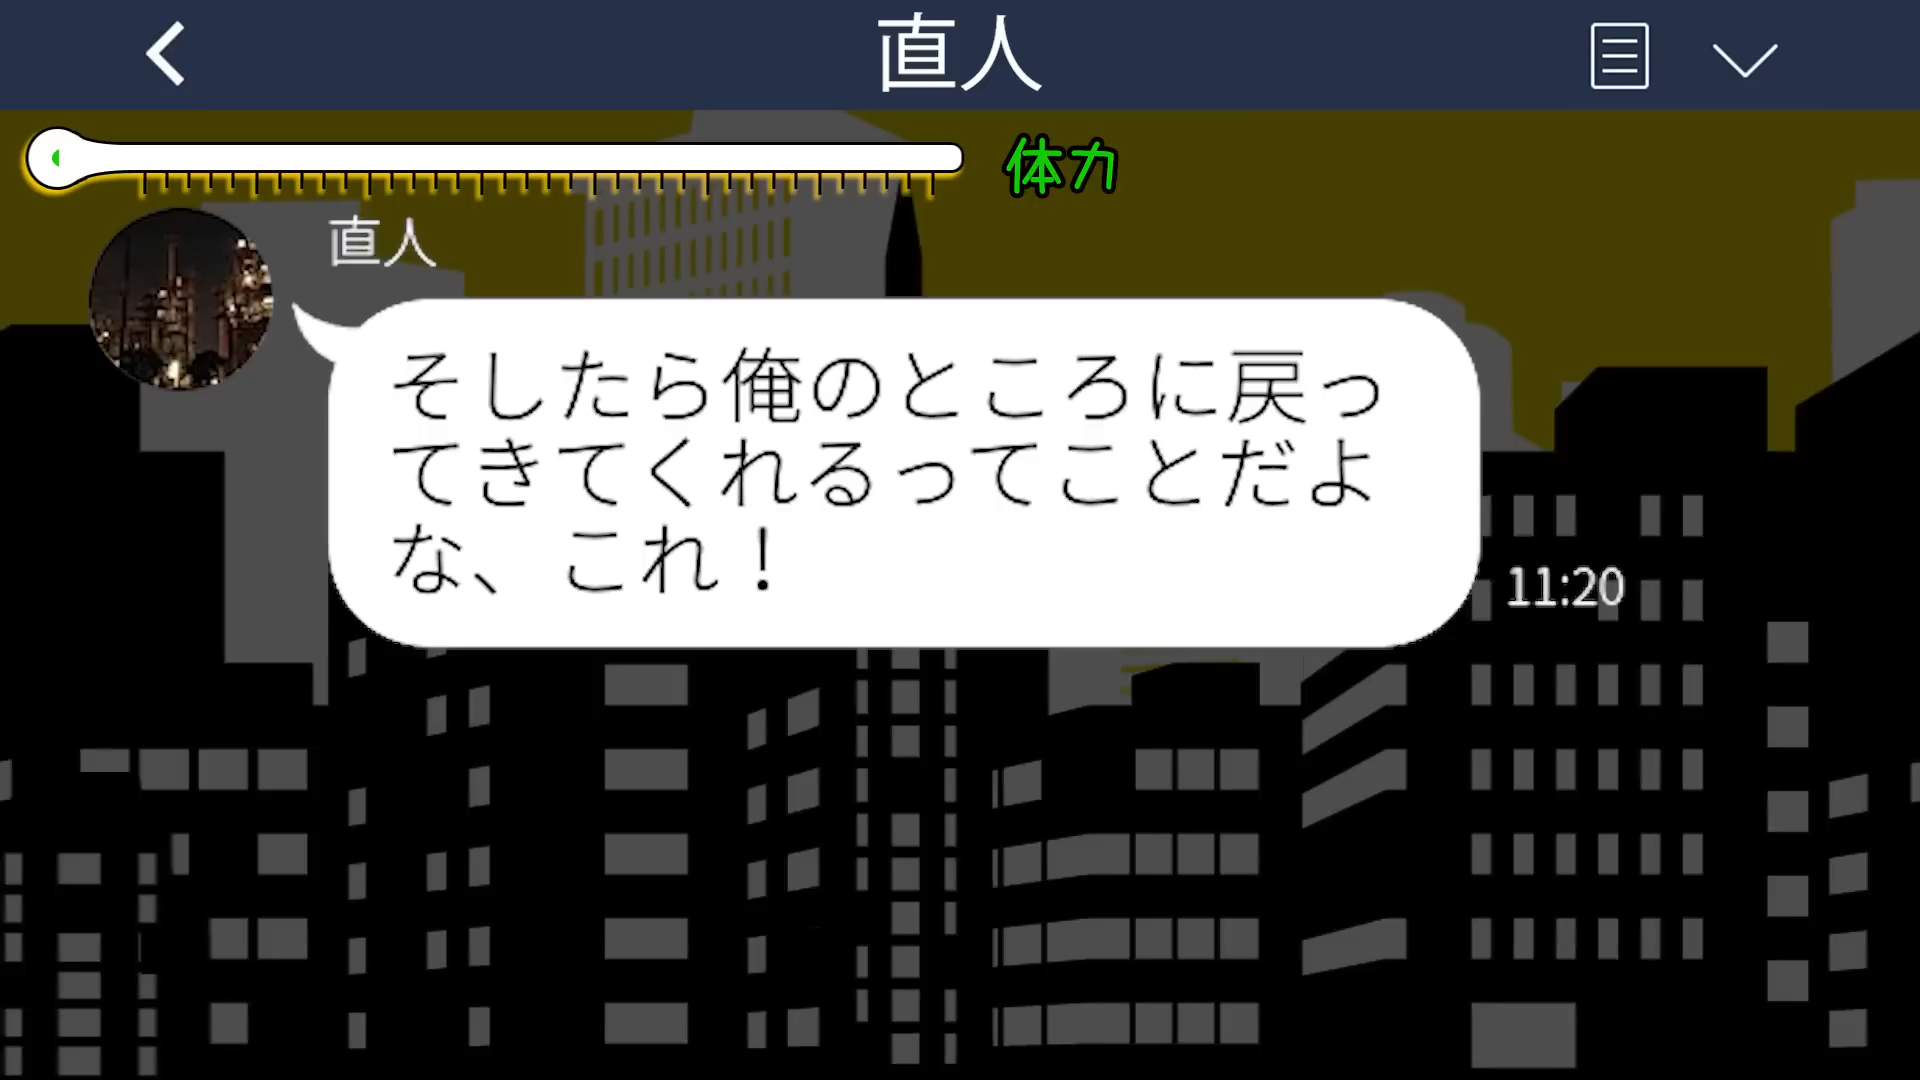 直人
体力
直人
そしたら俺のところに戻っ
てきてくれるってことだよ
な、これ！
11:20